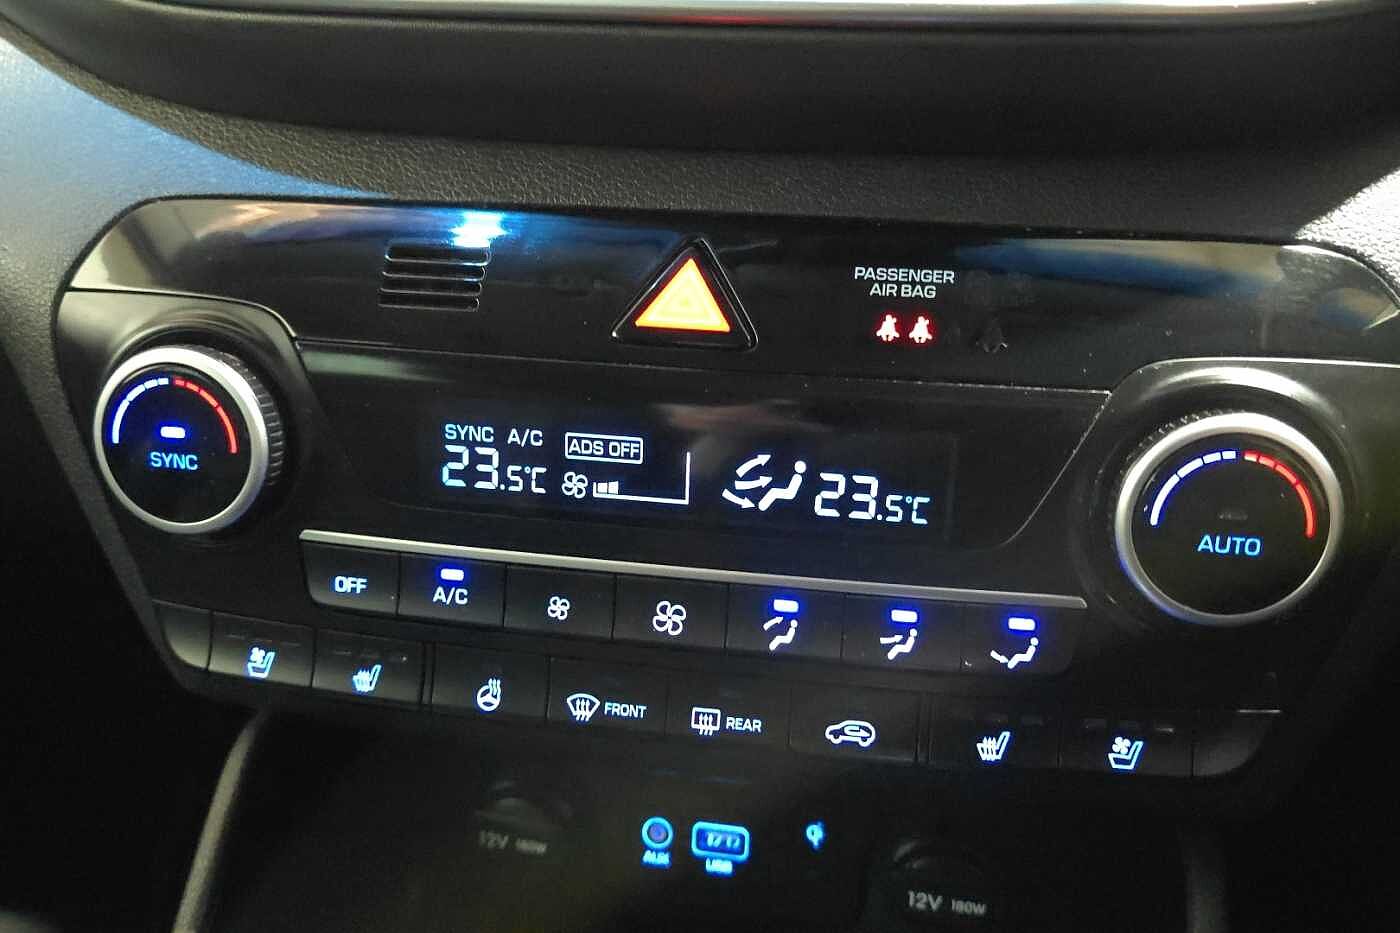 PASSENGER
AIR BAG
SYNC A/C ADS OFF
23.5°C
23.5°C
SYNC
AUTO
OFF
A/C
FRONT
REAR
12V 180W
AUX
USB
12V 180W